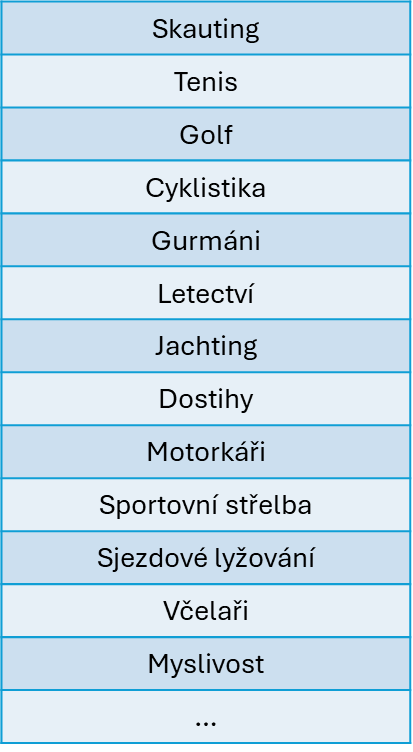 Skauting
Tenis
Golf
Cyklistika
Gurmáni
Letectví
Jachting
Dostihy
Motorkáři
Sportovní střelba
Sjezdové lyžování
Včelaři
Myslivost
...